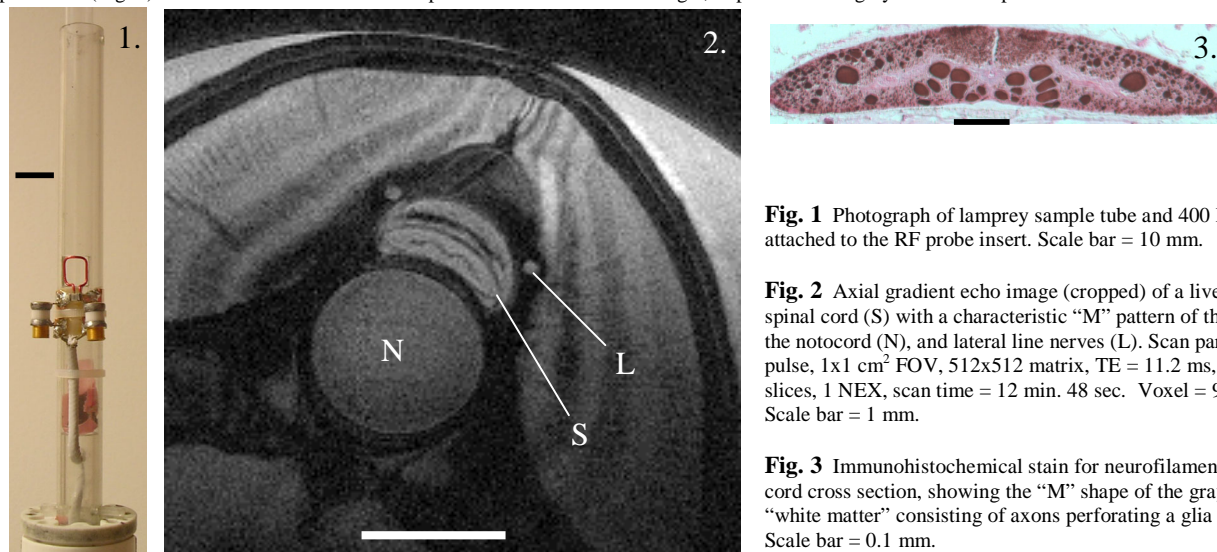 1.
2.
3.
N
L
S
Fig. 1 Photograph of lamprey sample tube and 400
attached to the RF probe insert. Scale bar = 10 mm.
Fig. 2 Axial gradient echo image (cropped) of a live
spinal cord (S) with a characteristic “M” pattern of th
the notocord (N), and lateral line nerves (L). Scan par
pulse, 1x1 cm² FOV, 512x512 matrix, TE = 11.2 ms,
slices, 1 NEX, scan time = 12 min. 48 sec. Voxel = 9
Scale bar = 1 mm.
Fig. 3 Immunohistochemical stain for neurofilamen
cord cross section, showing the “M” shape of the gra
“white matter” consisting of axons perforating a glia
Scale bar = 0.1 mm.